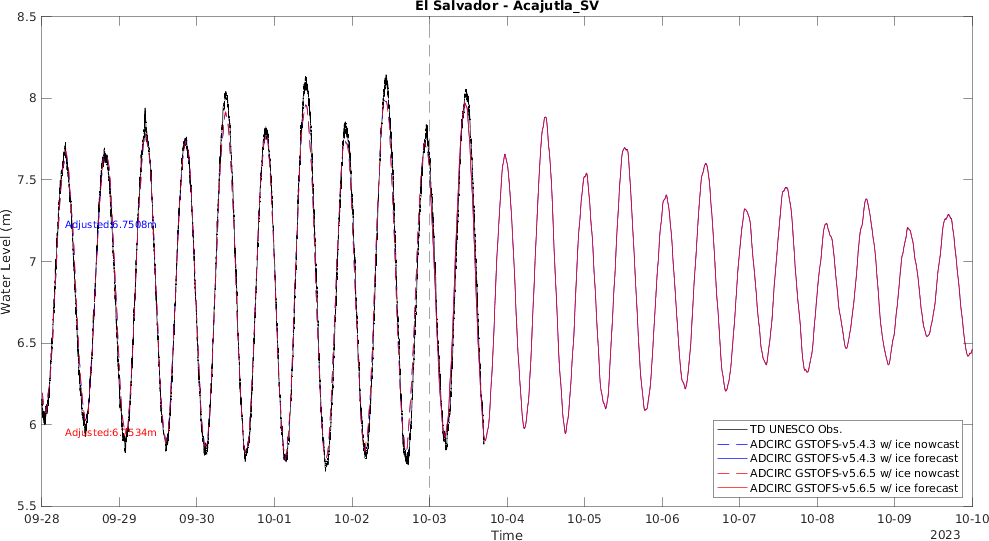 El Salvador - Acajutla_SV
8.5
8
7.5
7
6.5
6
5.5
Water Level (m)
Adjusted:6.7508m
Adjusted:6.7534m
TD UNESCO Obs.
ADCIRC GSTOFS-v5.4.3 w/ ice nowcast
ADCIRC GSTOFS-v5.4.3 w/ ice forecast
ADCIRC GSTOFS-v5.6.5 w/ ice nowcast
ADCIRC GSTOFS-v5.6.5 w/ ice forecast
09-28 09-29 09-30 10-01 10-02 10-03 10-04 10-05 10-06 10-07 10-08 10-09 10-10
Time
2023